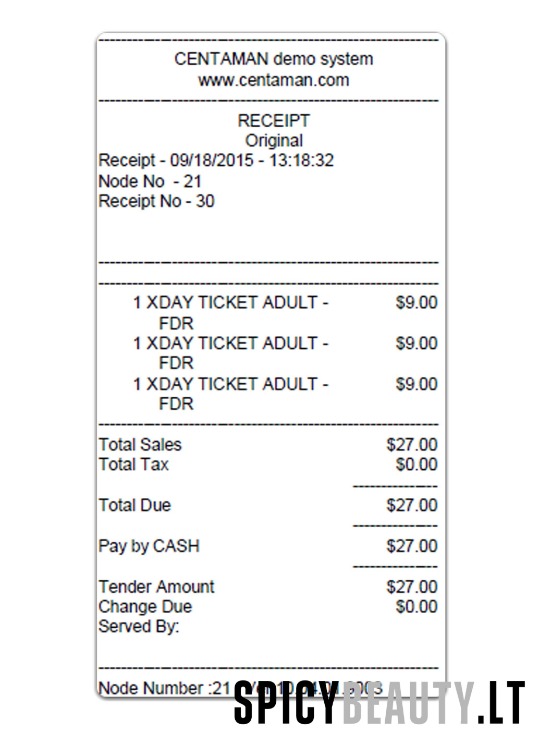 CENTAMAN demo system
www.centaman.com
RECEIPT
Original
Receipt - 09/18/2015 - 13:18:32
Node No - 21
Receipt No - 30
1 XDAY TICKET ADULT - $9.00
FDR
1 XDAY TICKET ADULT - $9.00
FDR
1 XDAY TICKET ADULT - $9.00
FDR
Total Sales $27.00
Total Tax $0.00
Total Due $27.00
Pay by CASH $27.00
Tender Amount $27.00
Change Due $0.00
Served By:
Node Number :21
SPICYBEAUTY.LT